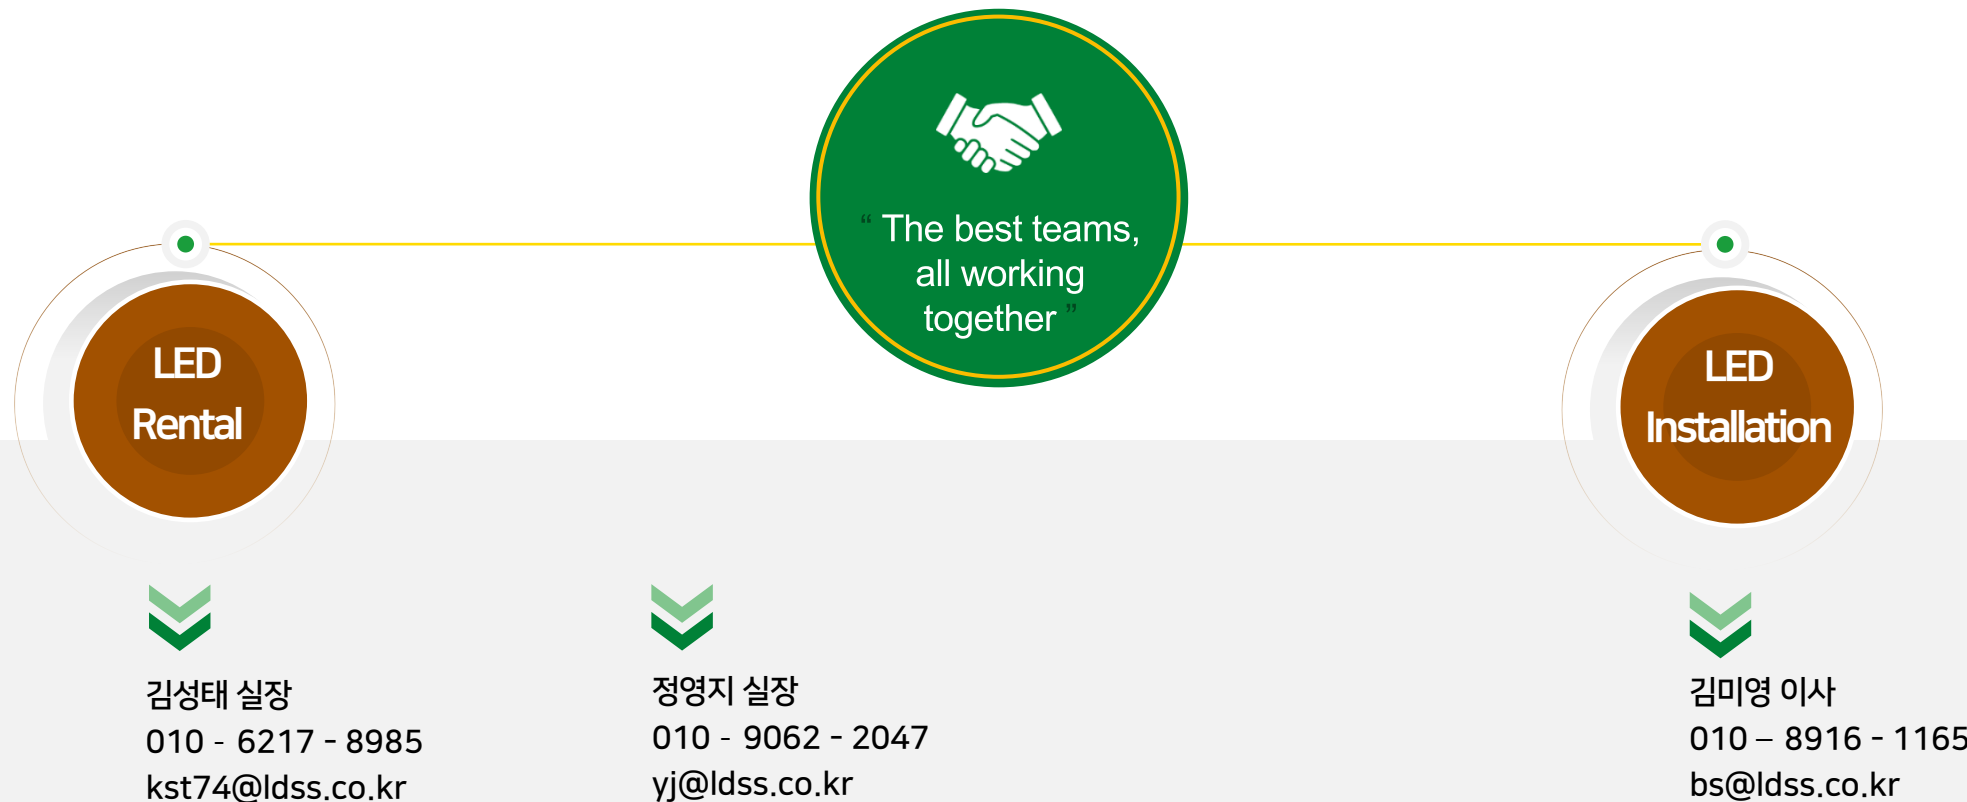 “ The best teams,
all working
together ”
LED
Rental
LED
Installation
김성태 실장
010 - 6217 - 8985
kst74@ldss.co.kr
정영지 실장
010 - 9062 - 2047
yj@ldss.co.kr
김미영 이사
010 – 8916 - 1165
bs@ldss.co.kr